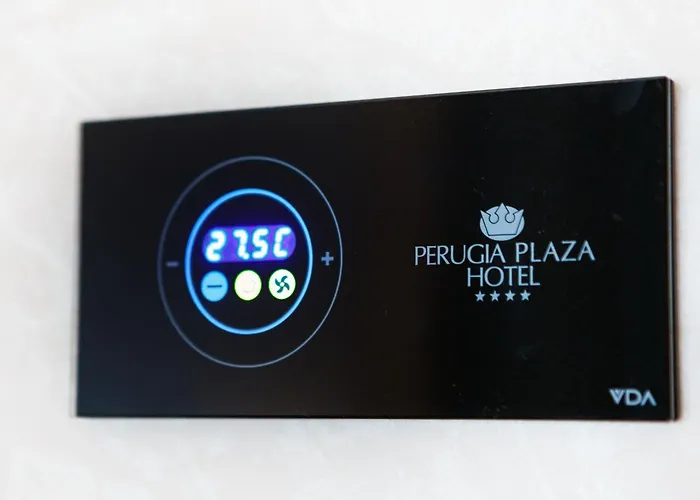 27.5C
- +
PERUGIA PLAZA
HOTEL
★★★★
VDA